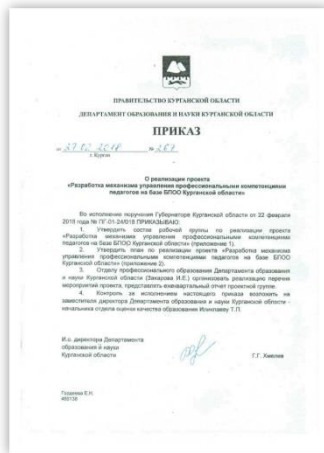 ПРАВИТЕЛЬСТВО КУРГАНСКОЙ ОБЛАСТИ
ДЕПАРТАМЕНТ ОБРАЗОВАНИЯ И НАУКИ КУРГАНСКОЙ ОБЛАСТИ
ПРИКАЗ
от 27.02.2018 № 207
г. Курган
О реализации проекта
«Разработка механизма управления профессиональными компетенциями
педагогов на базе БПОО Курганской области»
Во исполнение поручения Губернатора Курганской области от 22 февраля
2018 года № ПГ-01-24/018 ПРИКАЗЫВАЮ:
1. Утвердить состав рабочей группы по реализации проекта
«Разработка механизма управления профессиональными компетенциями
педагогов на базе БПОО Курганской области» (приложение 1).
2. Утвердить план по реализации проекта «Разработка механизма
управления профессиональными компетенциями педагогов на базе БПОО
Курганской области» (приложение 2).
3. Отделу профессионального образования Департамента образования
и науки Курганской области (Захарова И.Е.) организовать реализацию перечня
мероприятий проекта, представлять ежеквартальный отчет проектной группе.
4. Контроль за исполнением настоящего приказа возложить на
заместителя директора Департамента образования и науки Курганской области -
начальника отдела оценки качества образования
Т.П.
И.о. директора Департамента
образования и науки
Курганской области
Г.Г. Хмелев
Е.Н.